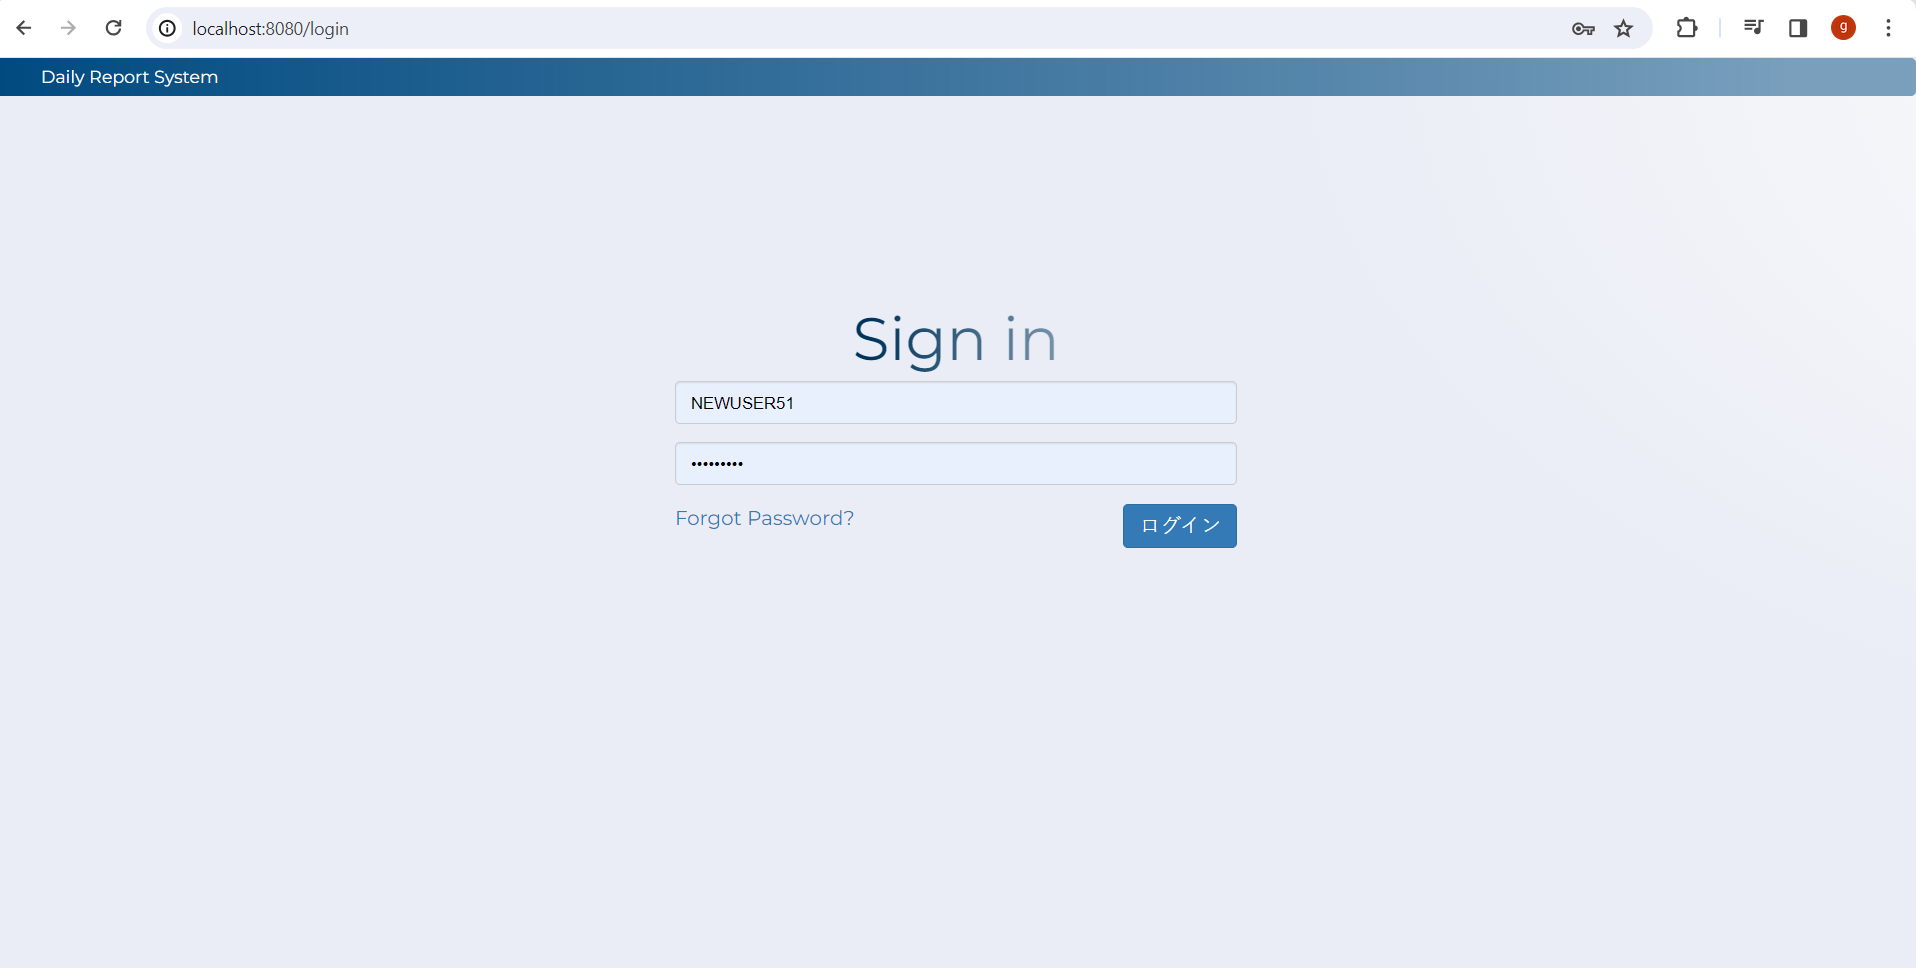 localhost:8080/login
g
Daily Report System
Sign in
NEWUSER51
•••••••••
Forgot Password?
ログイン